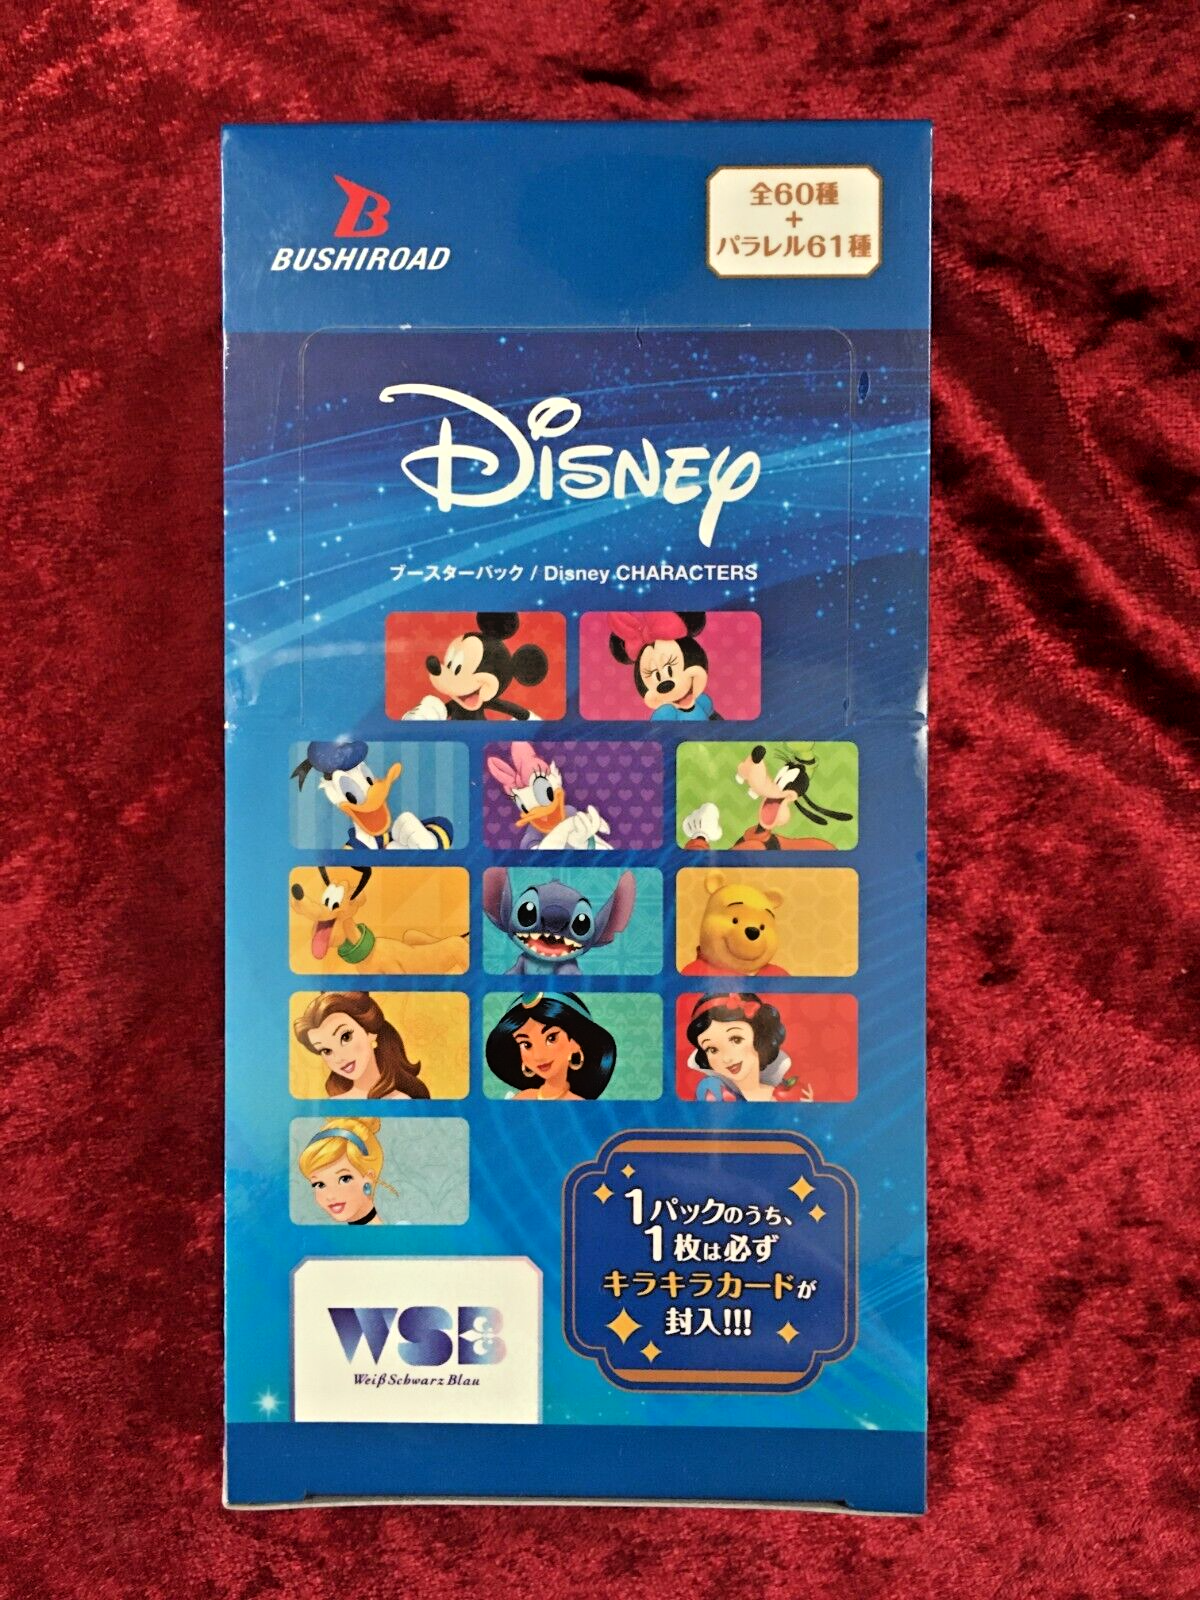 B
BUSHIROAD
全60種
+
パラレル61種
Disney
ブースターパック / Disney CHARACTERS
1パックのうち、
1枚は必ず
キラキラカードが
封入!!!
WSB
Weiß Schwarz Blau